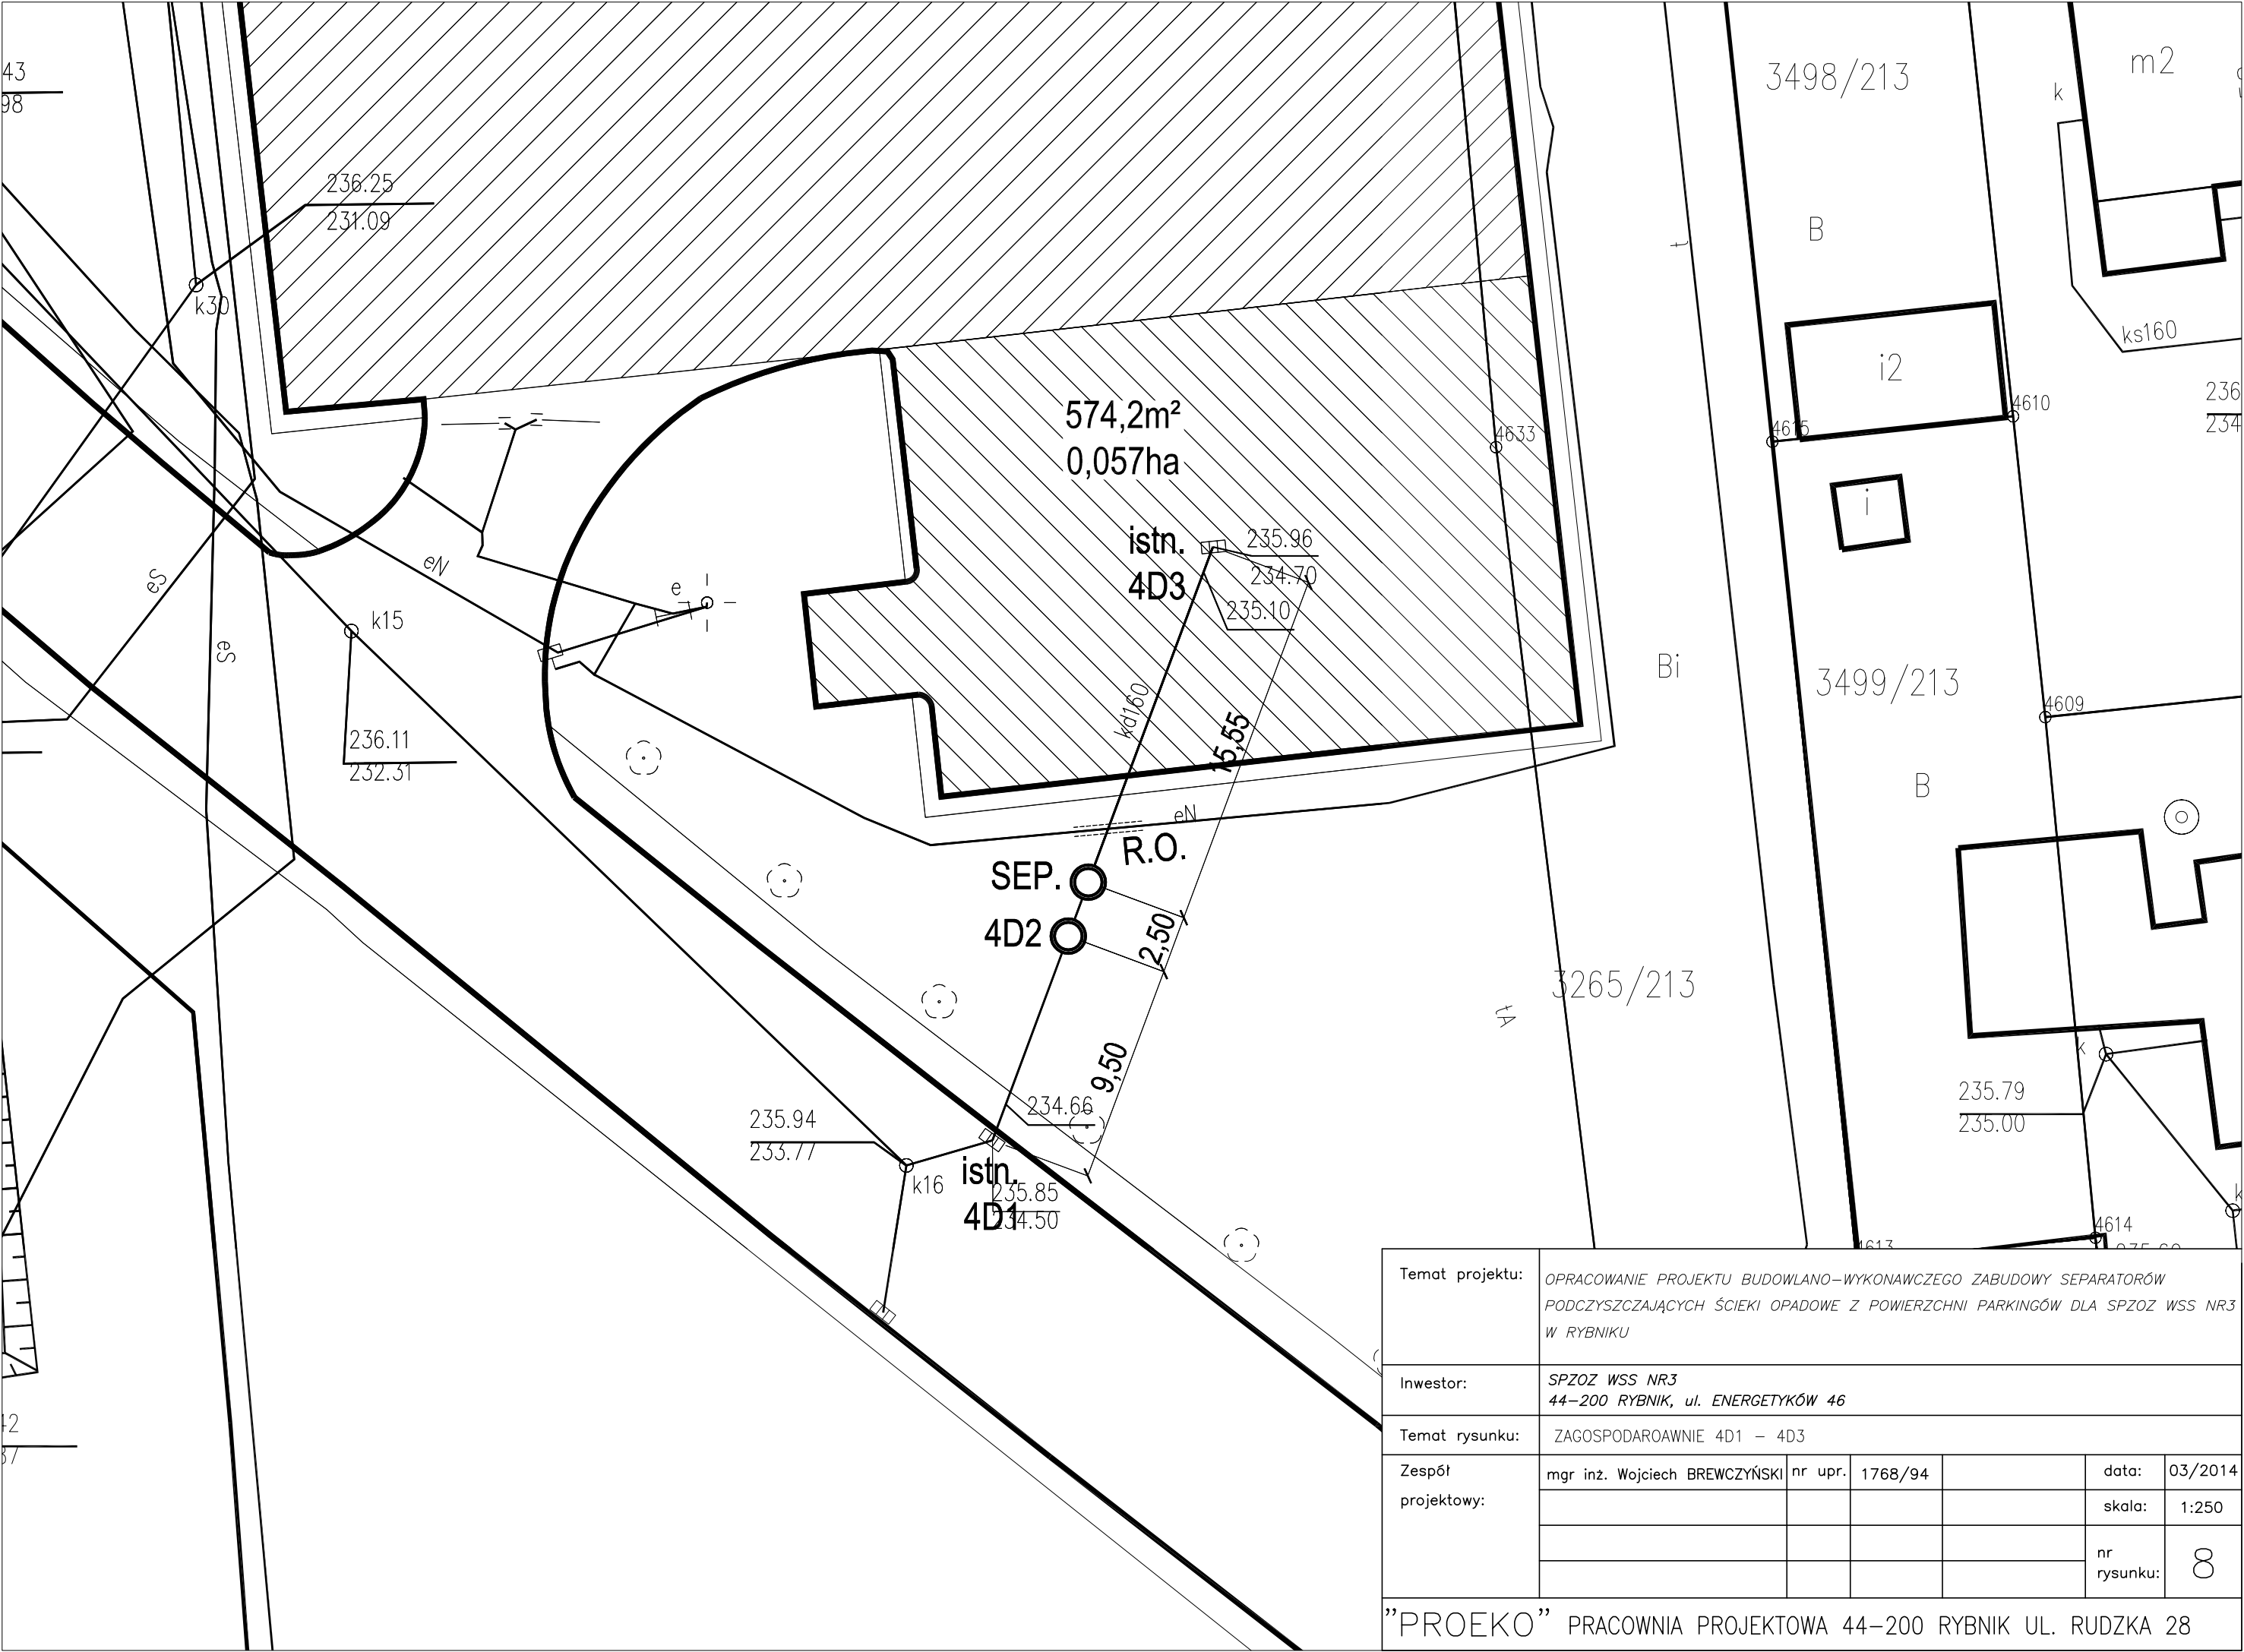 43
98
236.25
231.09
k30
3498/213
m2
k
B
ks160
i2
4610
4615
4633
236
234
574,2m²
0,057ha
i
istn.
4D3
235.96
234.70
235.10
t
eN
e
eS
eS
k15
236.11
232.31
kd160
15,55
Bi
3499/213
4609
B
eN
R.O.
SEP.
4D2
2,50
3265/213
tA
9,50
k
235.79
235.00
234.66
235.94
233.77
k16
istn.
4D1
235.85
234.50
k
4614
4613
42
37
Temat projektu:
OPRACOWANIE PROJEKTU BUDOWLANO-WYKONAWCZEGO ZABUDOWY SEPARATORÓW
PODCZYSZCZAJĄCYCH ŚCIEKI OPADOWE Z POWIERZCHNI PARKINGÓW DLA SPZOZ WSS NR3
W RYBNIKU
Inwestor:
SPZOZ WSS NR3
44-200 RYBNIK, ul. ENERGETYKÓW 46
Temat rysunku: ZAGOSPODAROAWNIE 4D1 - 4D3
Zespół
projektowy:
mgr inż. Wojciech BREWCZYŃSKI nr upr. 1768/94
data: 03/2014
skala: 1:250
nr
rysunku:
8
"PROEKO" PRACOWNIA PROJEKTOWA 44-200 RYBNIK UL. RUDZKA 28